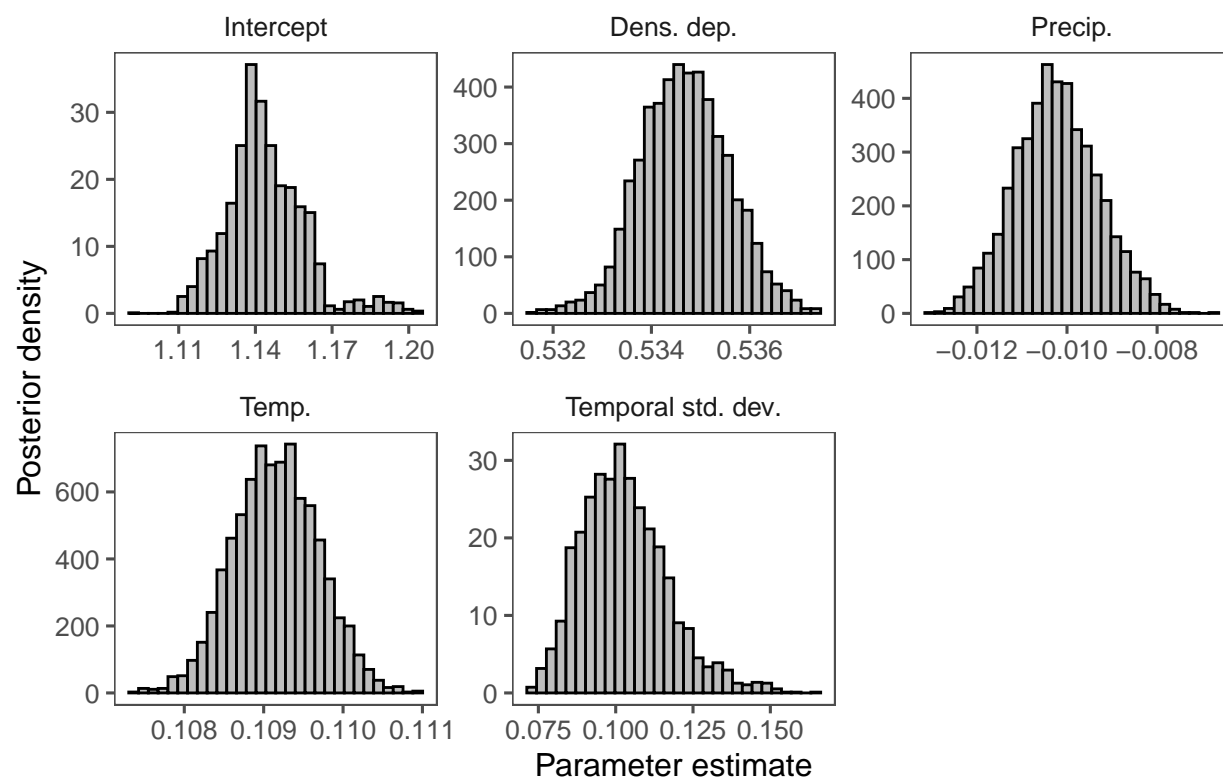 Intercept
Dens. dep.
Precip.
30
20
10
0
1.11 1.14 1.17 1.20
400
300
200
100
0
0.532 0.534 0.536
400
300
200
100
0
−0.012 −0.010 −0.008
Posterior density
Temp.
Temporal std. dev.
600
400
200
0
0.108 0.109 0.110 0.111
30
20
10
0
0.075 0.100 0.125 0.150
Parameter estimate